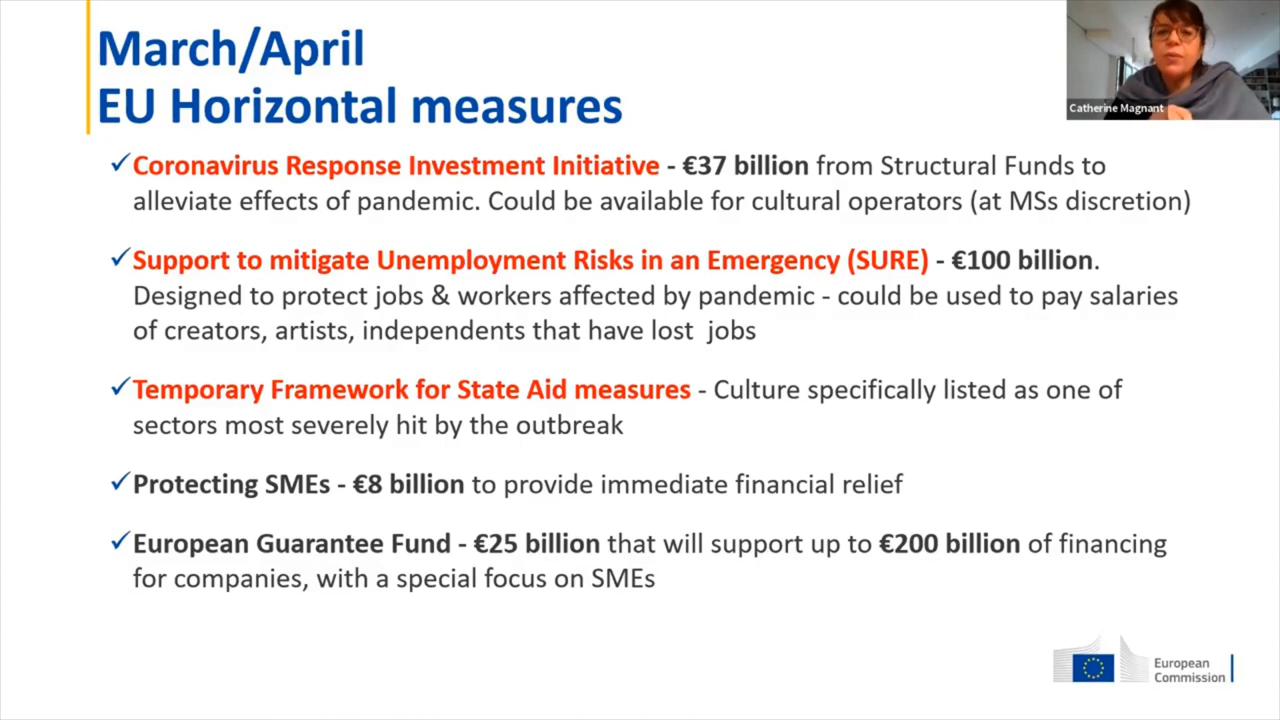 March/April
EU Horizontal measures
Catherine Magnant
✓Coronavirus Response Investment Initiative - €37 billion from Structural Funds to
alleviate effects of pandemic. Could be available for cultural operators (at MSs discretion)
✓Support to mitigate Unemployment Risks in an Emergency (SURE) - €100 billion.
Designed to protect jobs & workers affected by pandemic - could be used to pay salaries
of creators, artists, independents that have lost jobs
✓Temporary Framework for State Aid measures - Culture specifically listed as one of
sectors most severely hit by the outbreak
✓Protecting SMEs - €8 billion to provide immediate financial relief
✓European Guarantee Fund - €25 billion that will support up to €200 billion of financing
for companies, with a special focus on SMEs
European
Commission